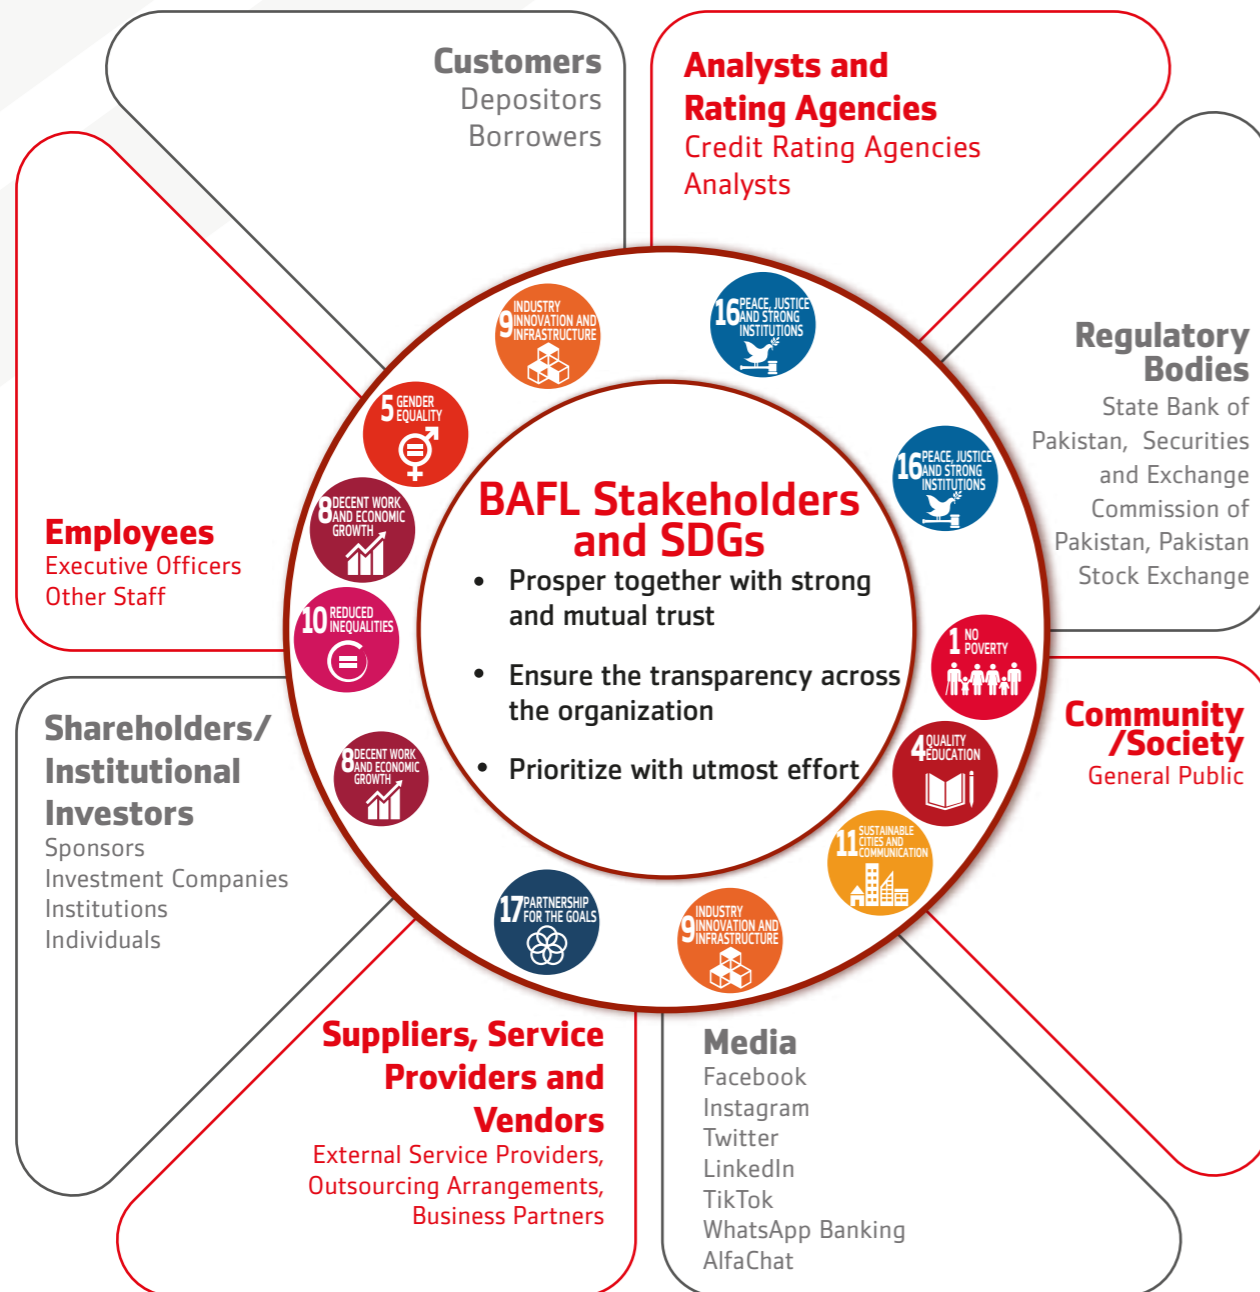 Customers
Depositors
Borrowers
Analysts and
Rating Agencies
Credit Rating Agencies
Analysts
Regulatory
Bodies
State Bank of
Pakistan, Securities
and Exchange
Commission of
Pakistan, Pakistan
Stock Exchange
Community
/Society
General Public
Media
Facebook
Instagram
Twitter
LinkedIn
TikTok
WhatsApp Banking
AlfaChat
Suppliers, Service
Providers and
Vendors
External Service Providers,
Outsourcing Arrangements,
Business Partners
Shareholders/
Institutional
Investors
Sponsors
Investment Companies
Institutions
Individuals
Employees
Executive Officers
Other Staff
9 INDUSTRY
INNOVATION AND
INFRASTRUCTURE
16 PEACE, JUSTICE
AND STRONG
INSTITUTIONS
16 PEACE, JUSTICE
AND STRONG
INSTITUTIONS
1 NO
POVERTY
4 QUALITY
EDUCATION
11 SUSTAINABLE
CITIES AND
COMMUNICATION
9 INDUSTRY
INNOVATION AND
INFRASTRUCTURE
17 PARTNERSHIP
FOR THE GOALS
8 DECENT WORK
AND ECONOMIC
GROWTH
10 REDUCED
INEQUALITIES
8 DECENT WORK
AND ECONOMIC
GROWTH
5 GENDER
EQUALITY
BAFL Stakeholders
and SDGs
• Prosper together with strong
and mutual trust
• Ensure the transparency across
the organization
• Prioritize with utmost effort